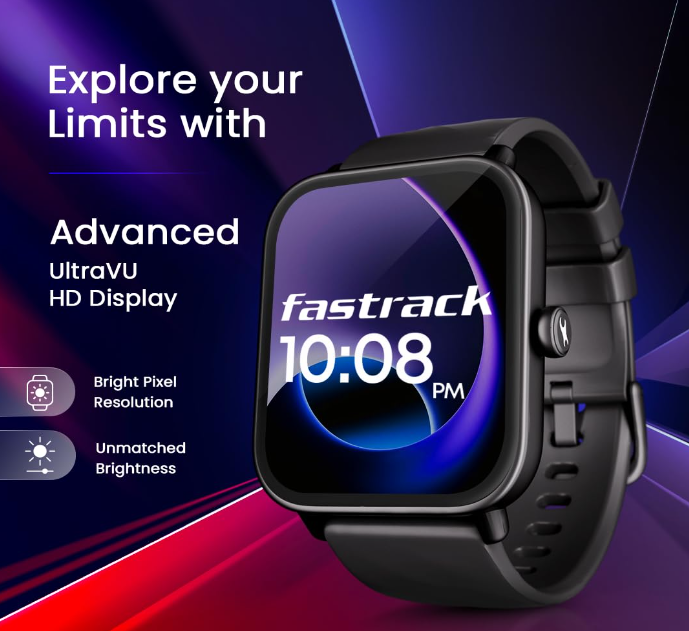 Explore your
Limits with
Advanced
UltraVU
HD Display
fastrack
10:08
PM
Bright Pixel
Resolution
Unmatched
Brightness